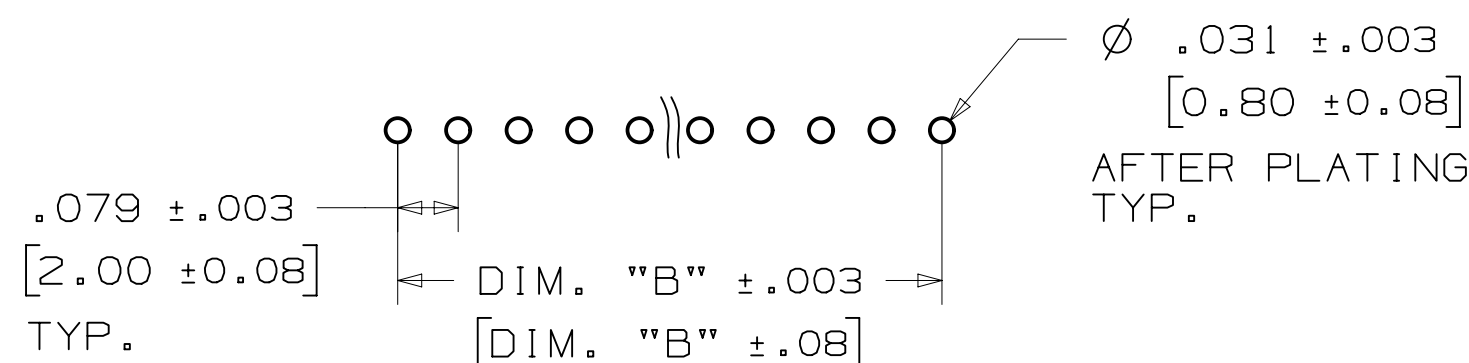 Ø .031 ±.003
[0.80 ±0.08]
AFTER PLATING
TYP.
.079 ±.003
[2.00 ±0.08]
TYP.
DIM. "B" ±.003
[DIM. "B" ±.08]